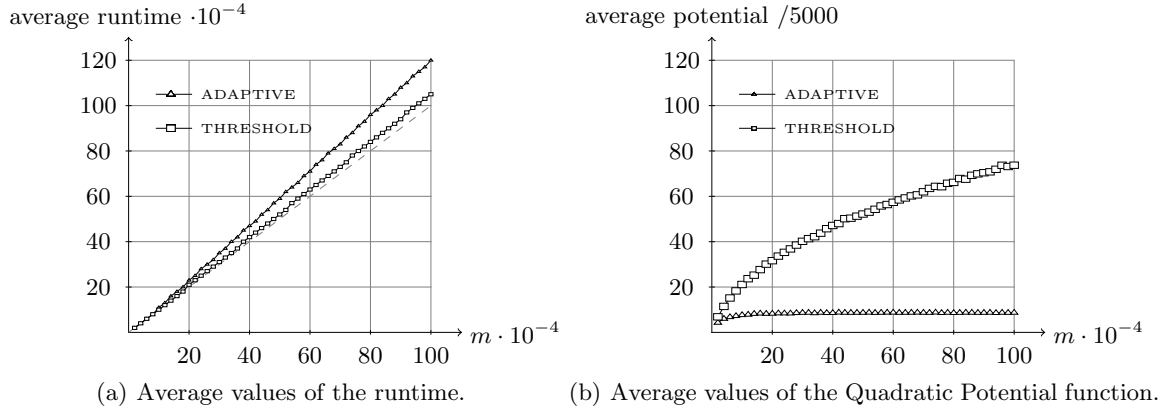 average runtime ·10⁻⁴
120
100
80
60
40
20
ADAPTIVE
THRESHOLD
20 40 60 80 100
m · 10⁻⁴
(a) Average values of the runtime.
average potential /5000
120
100
80
60
40
20
ADAPTIVE
THRESHOLD
20 40 60 80 100
m · 10⁻⁴
(b) Average values of the Quadratic Potential function.